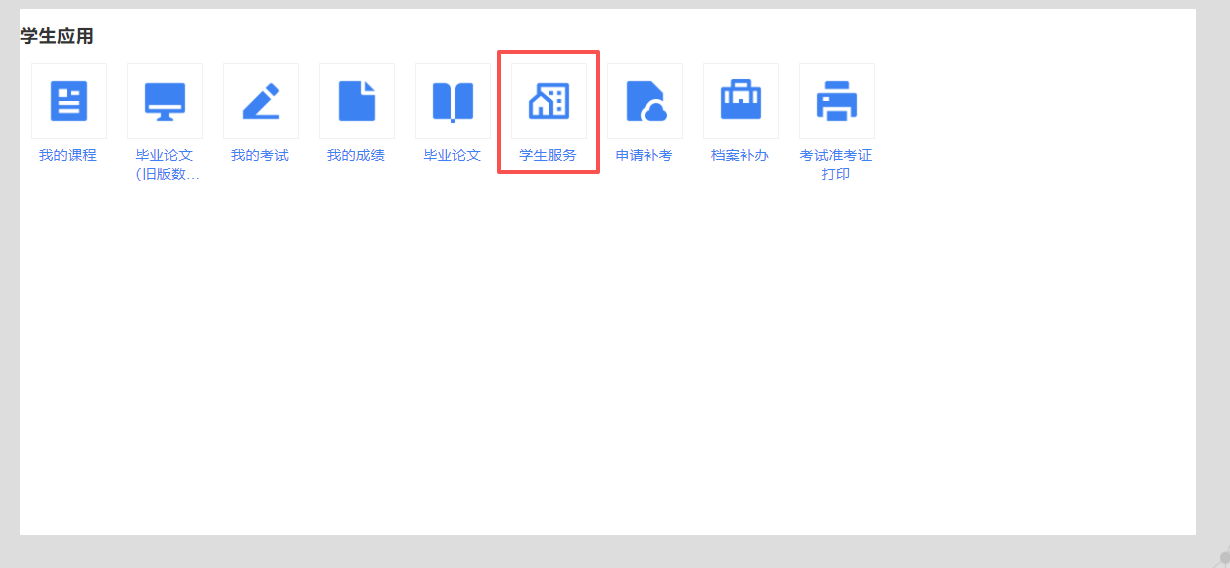 学生应用
我的课程
毕业论文
（旧版数...
我的考试
我的成绩
毕业论文
学生服务
申请补考
档案补办
考试准考证
打印